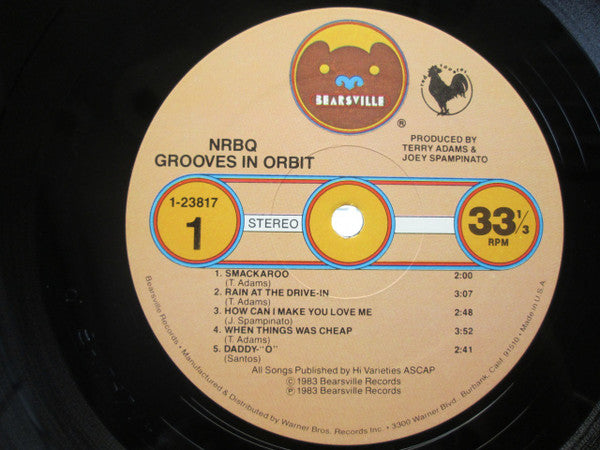 BEARSVILLE
red rooster
®
NRBQ
GROOVES IN ORBIT
PRODUCED BY
TERRY ADAMS &
JOEY SPAMPINATO
1-23817
1
STEREO
33 1/3
RPM
1. SMACKAROO 2:00
(T. Adams)
2. RAIN AT THE DRIVE-IN 3:07
(T. Adams)
3. HOW CAN I MAKE YOU LOVE ME 2:48
(J. Spampinato)
4. WHEN THINGS WAS CHEAP 3:52
(T. Adams)
5. DADDY-"O" 2:41
(Santos)
All Songs Published by Hi Varieties ASCAP
Ⓒ 1983 Bearsville Records
Ⓟ 1983 Bearsville Records
Bearsville Records • Manufactured & Distributed by Warner Bros. Records Inc. • 3300 Warner Blvd., Burbank, Calif. 91510 • Made in U.S.A.